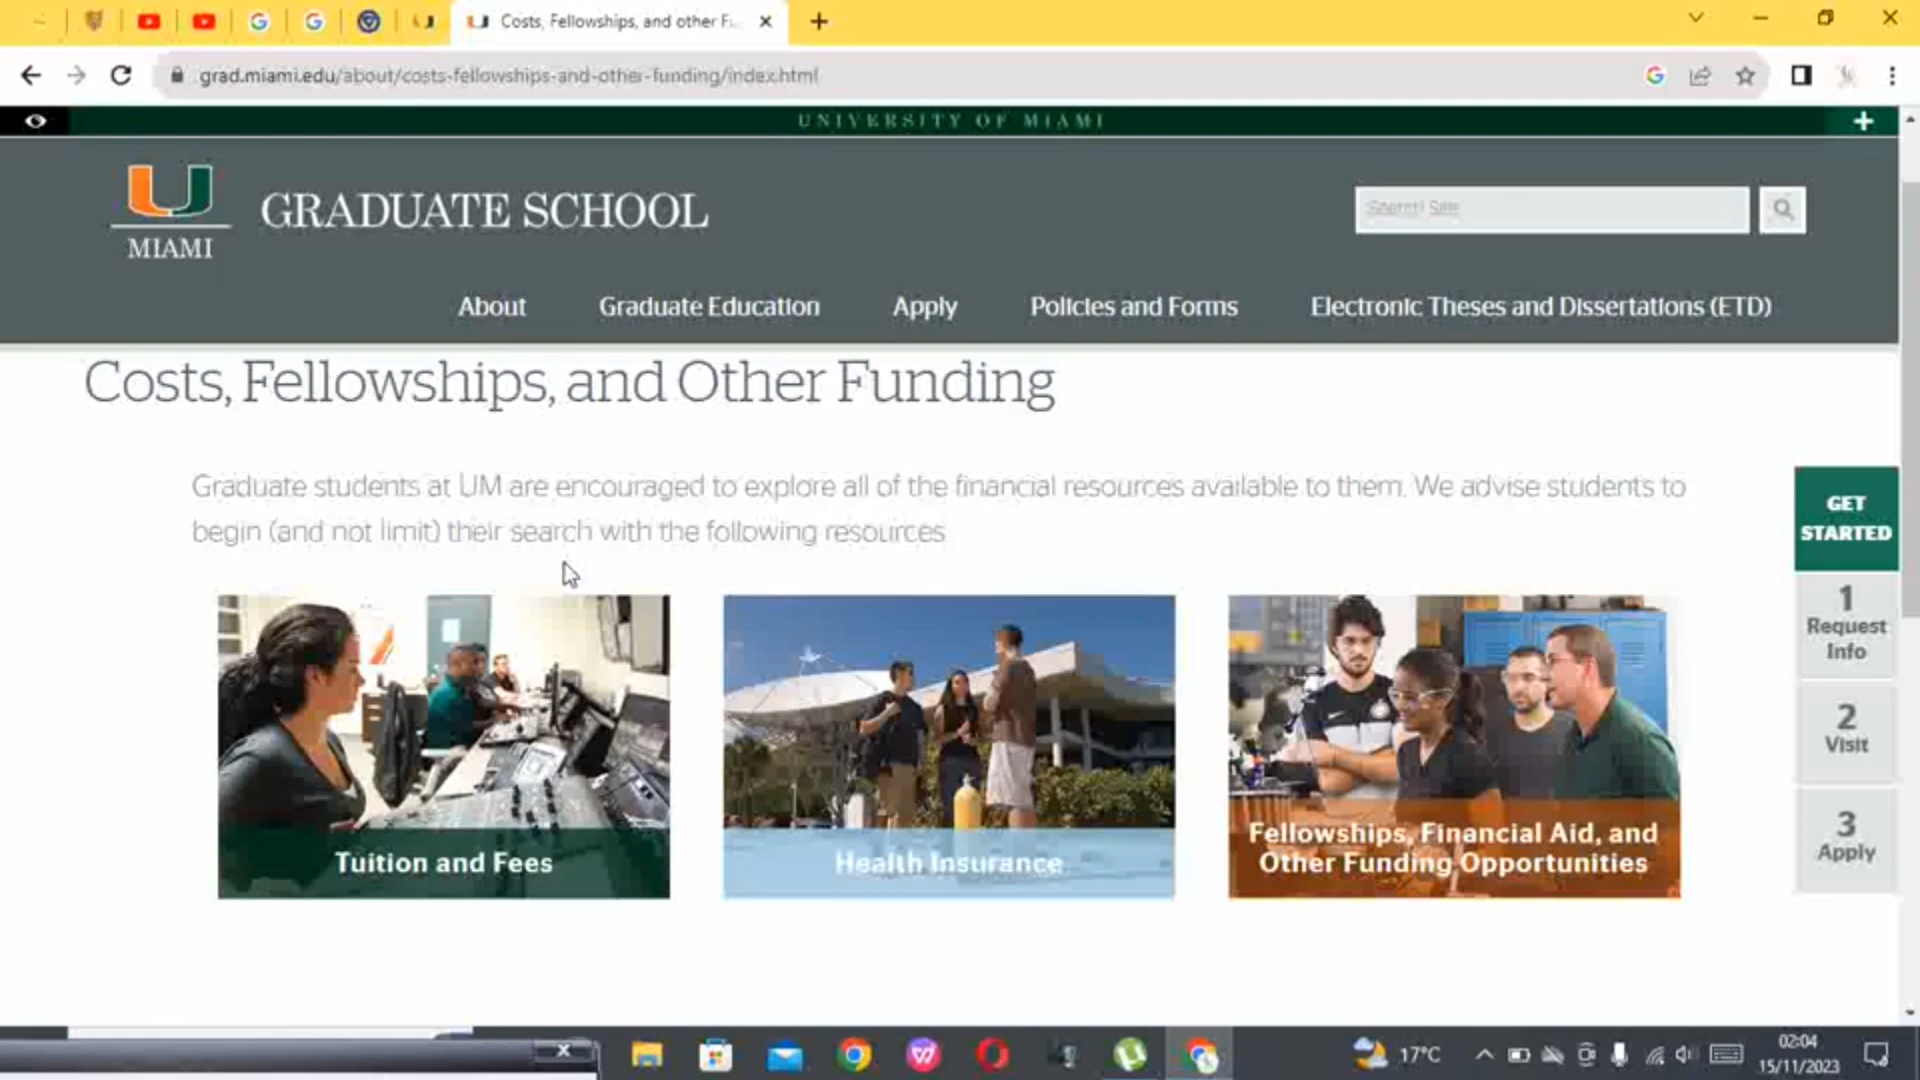 Costs, Fellowships, and other F
grad.miami.edu/about/costs-fellowships-and-other-funding/index.html
UNIVERSITY OF MIAMI
MIAMI
GRADUATE SCHOOL
Search Site
About
Graduate Education
Apply
Policies and Forms
Electronic Theses and Dissertations (ETD)
Costs, Fellowships, and Other Funding
Graduate students at UM are encouraged to explore all of the financial resources available to them. We advise students to
begin (and not limit) their search with the following resources
GET
STARTED
1
Request
Info
2
Visit
3
Apply
Tuition and Fees
Health Insurance
Fellowships, Financial Aid, and
Other Funding Opportunities
17°C
02:04
15/11/2023